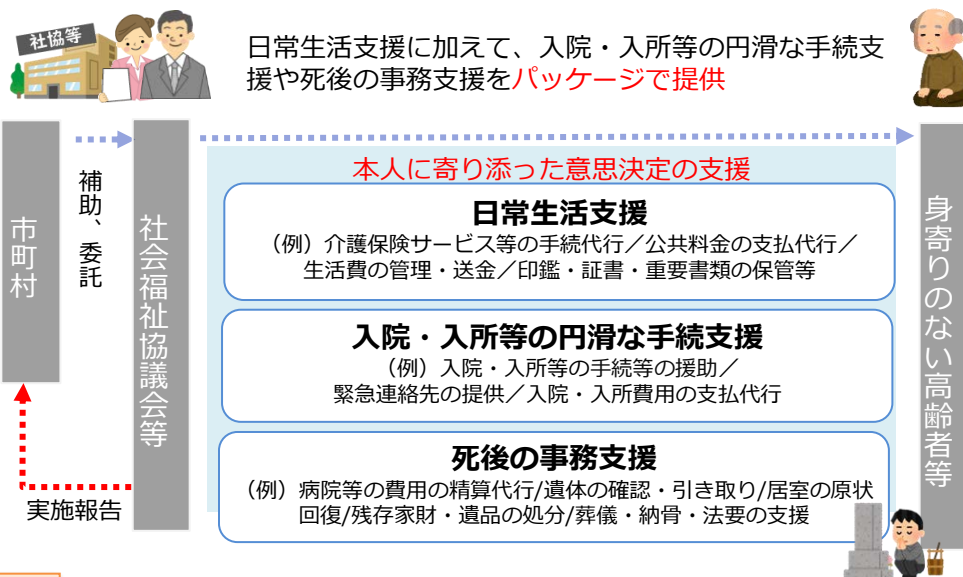 社協等
日常生活支援に加えて、入院・入所等の円滑な手続支
援や死後の事務支援をパッケージで提供
市町村
補助、委託
社会福祉協議会等
本人に寄り添った意思決定の支援
日常生活支援
（例）介護保険サービス等の手続代行／公共料金の支払代行／
生活費の管理・送金／印鑑・証書・重要書類の保管等
入院・入所等の円滑な手続支援
（例）入院・入所等の手続等の援助／
緊急連絡先の提供／入院・入所費用の支払代行
死後の事務支援
（例）病院等の費用の精算代行/遺体の確認・引き取り/居室の原状
回復/残存家財・遺品の処分/葬儀・納骨・法要の支援
身寄りのない高齢者等
実施報告